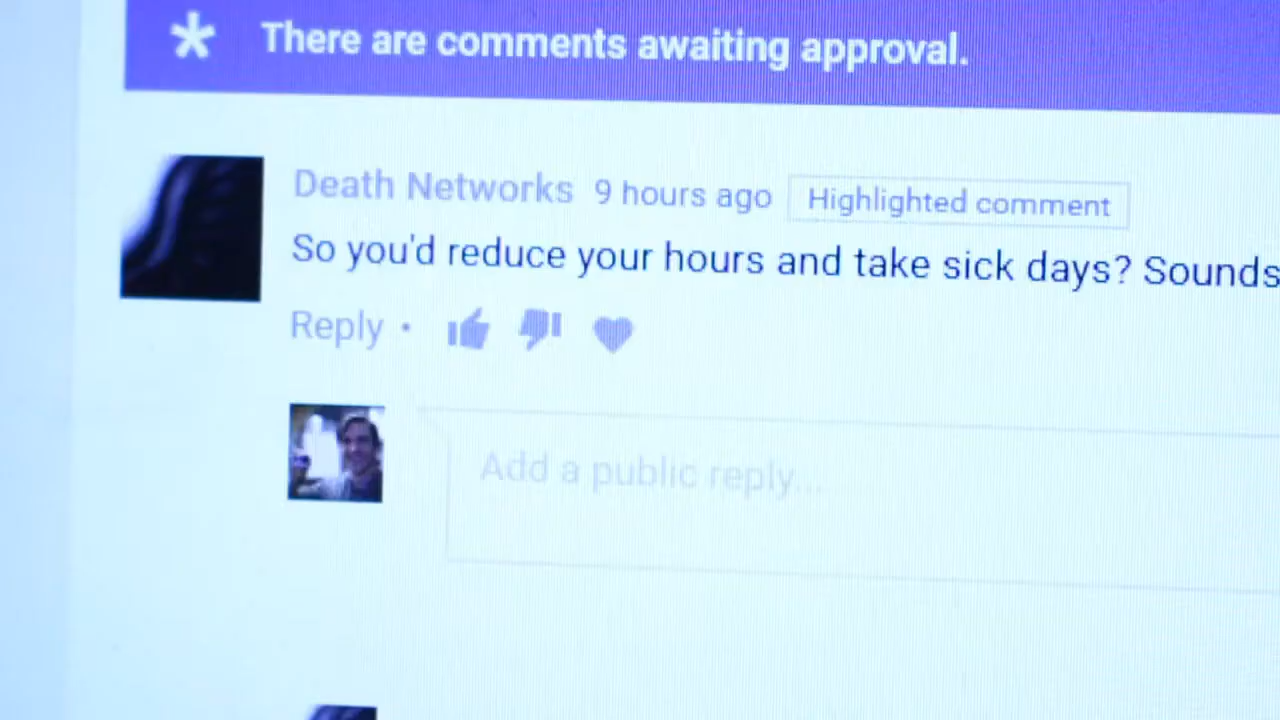 There are comments awaiting approval.
Death Networks 9 hours ago Highlighted comment
So you'd reduce your hours and take sick days? Sounds
Reply •
Add a public reply...